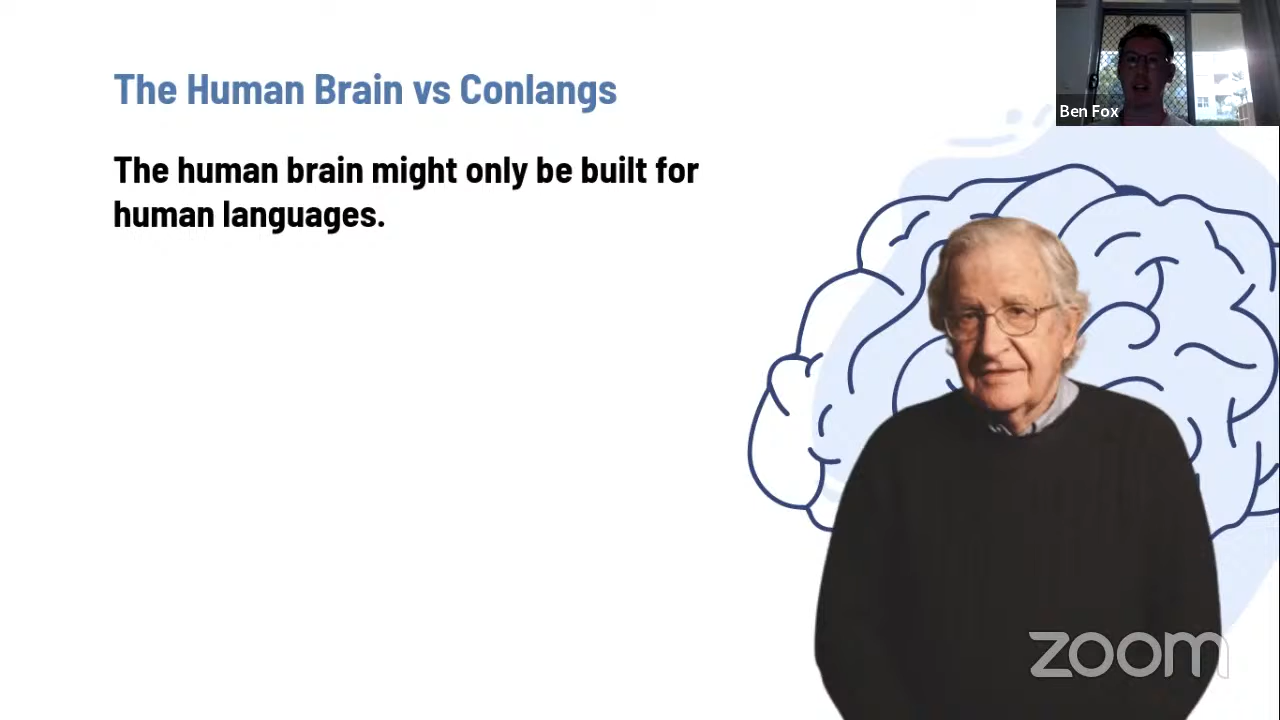 The Human Brain vs Conlangs
Ben Fox
The human brain might only be built for
human languages.
zoom